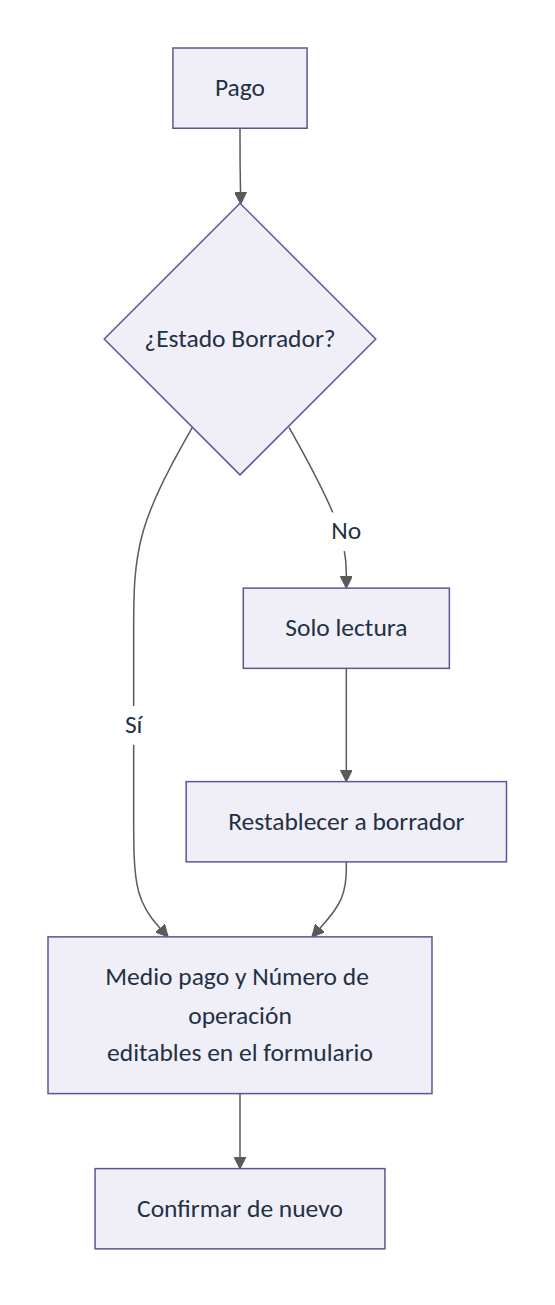 Pago
¿Estado Borrador?
No
Solo lectura
Sí
Restablecer a borrador
Medio pago y Número de
operación
editables en el formulario
Confirmar de nuevo